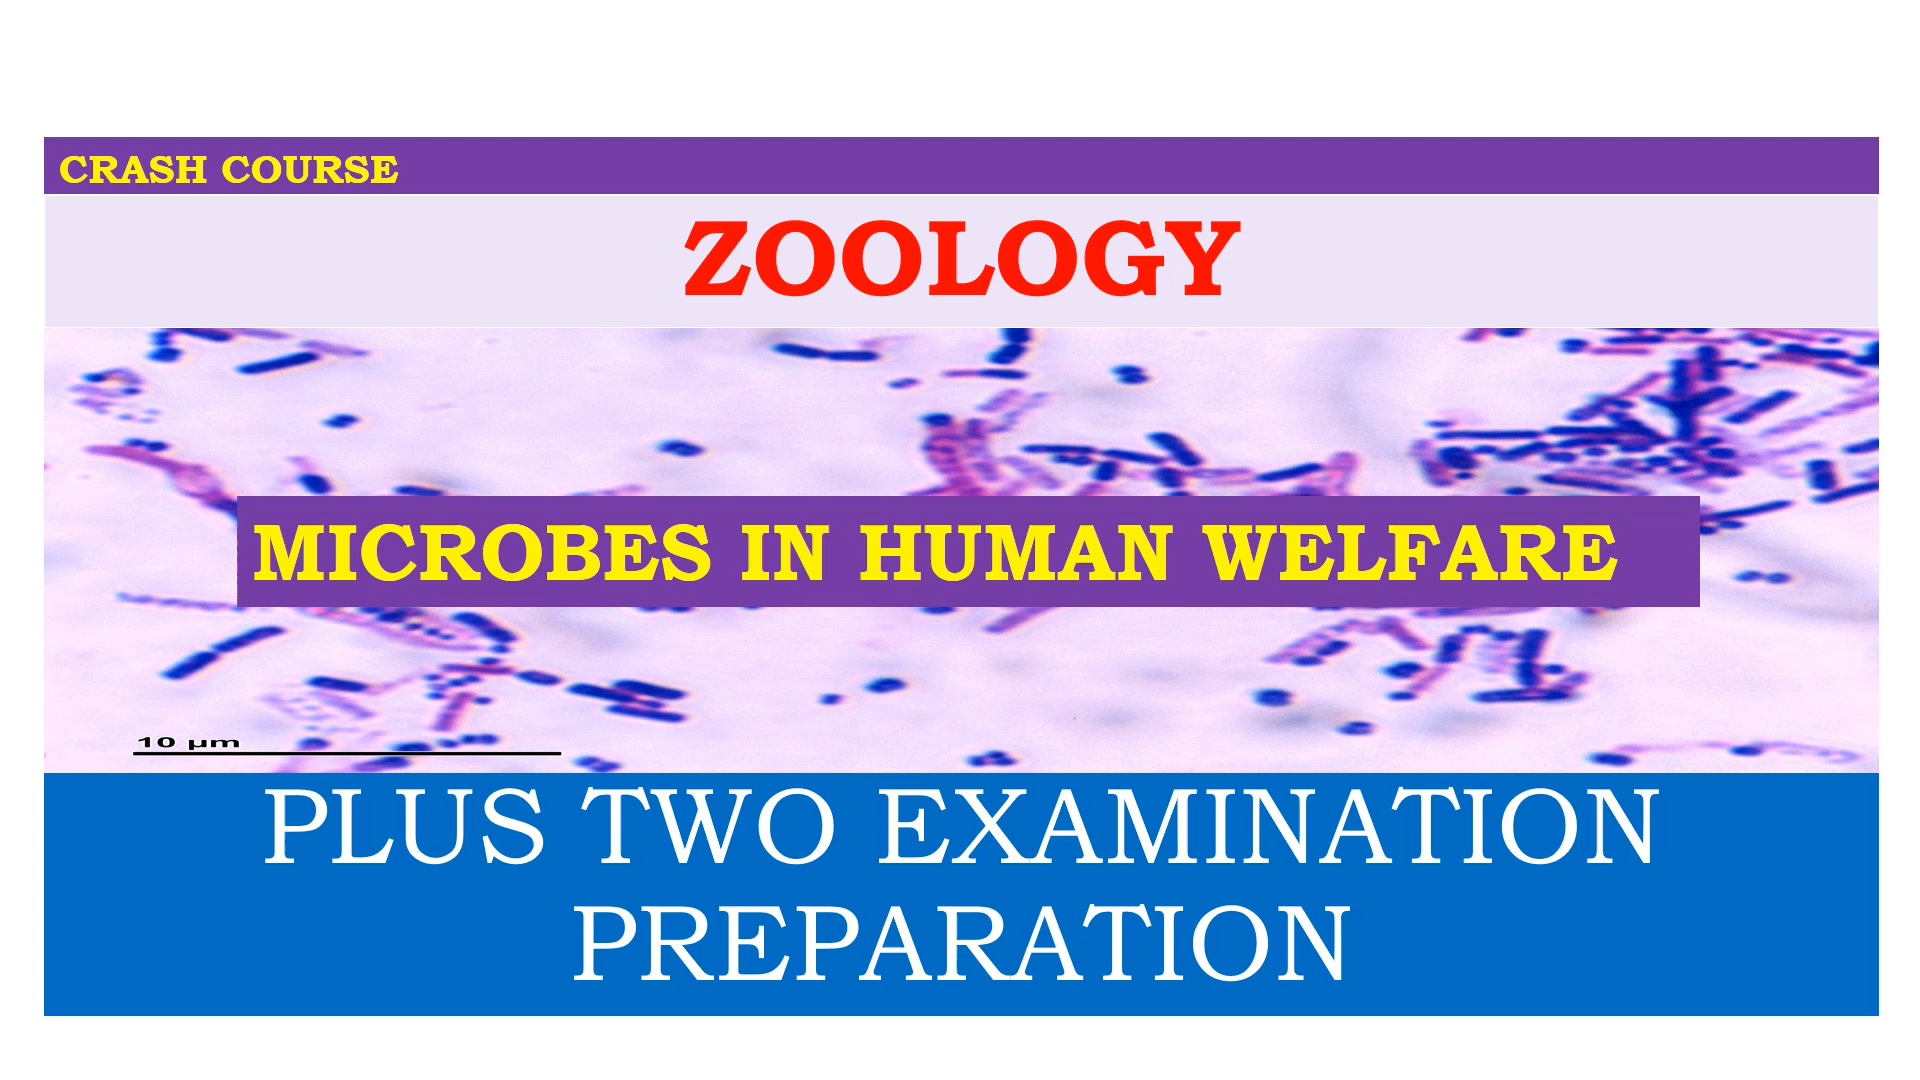 CRASH COURSE
ZOOLOGY
MICROBES IN HUMAN WELFARE
10 µm
PLUS TWO EXAMINATION
PREPARATION